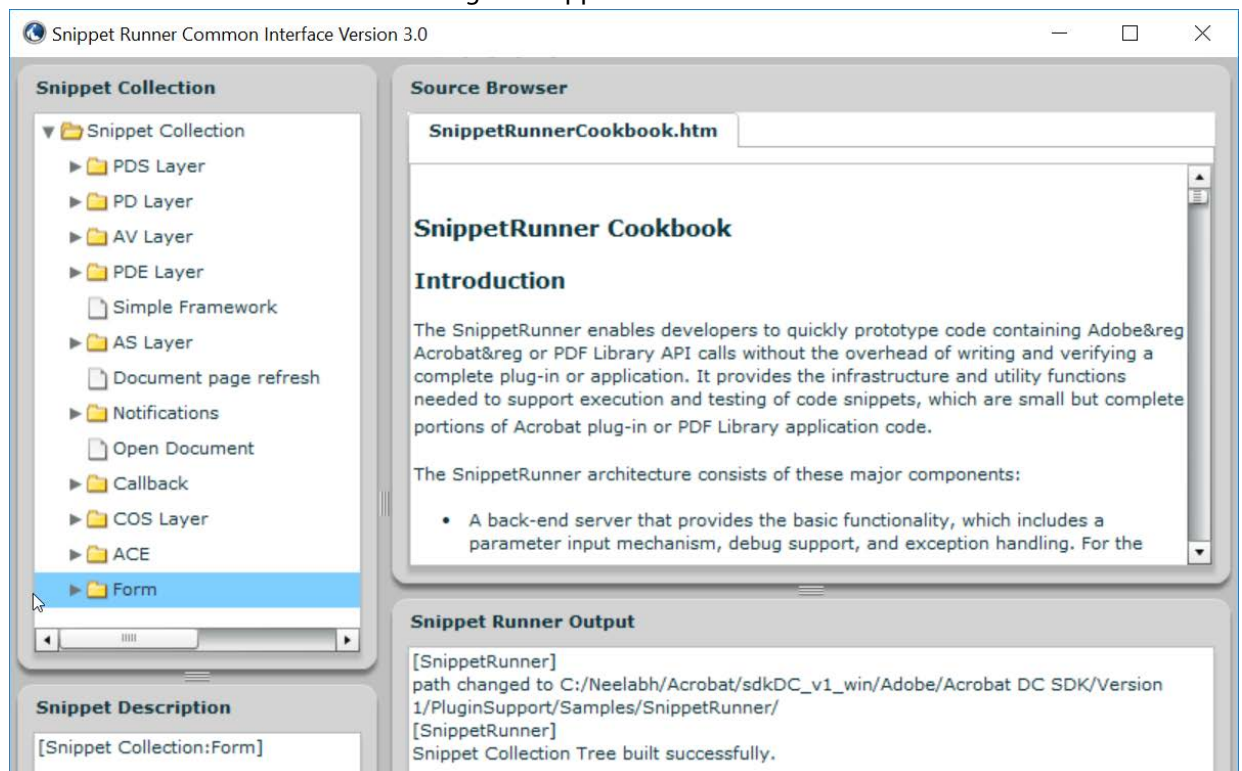 Snippet Runner Common Interface Version 3.0
Snippet Collection
Snippet Collection
PDS Layer
PD Layer
AV Layer
PDE Layer
Simple Framework
AS Layer
Document page refresh
Notifications
Open Document
Callback
COS Layer
ACE
Form
Snippet Description
[Snippet Collection:Form]
Source Browser
SnippetRunnerCookbook.htm
SnippetRunner Cookbook
Introduction
The SnippetRunner enables developers to quickly prototype code containing Adobe&reg
Acrobat&reg or PDF Library API calls without the overhead of writing and verifying a
complete plug-in or application. It provides the infrastructure and utility functions
needed to support execution and testing of code snippets, which are small but complete
portions of Acrobat plug-in or PDF Library application code.
The SnippetRunner architecture consists of these major components:
• A back-end server that provides the basic functionality, which includes a
parameter input mechanism, debug support, and exception handling. For the
Snippet Runner Output
[SnippetRunner]
path changed to C:/Neelabh/Acrobat/sdkDC_v1_win/Adobe/Acrobat DC SDK/Version
1/PluginSupport/Samples/SnippetRunner/
[SnippetRunner]
Snippet Collection Tree built successfully.